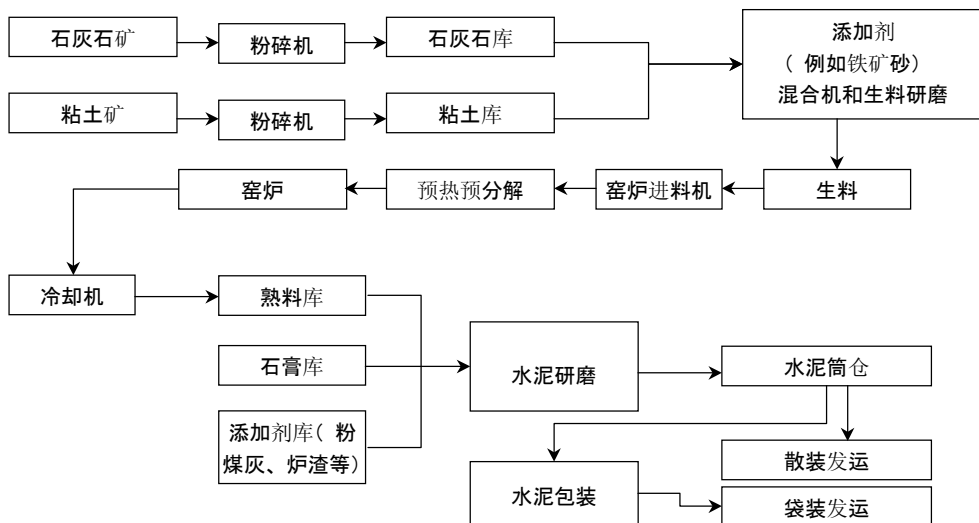 石灰石矿
粉碎机
石灰石库
添加剂
( 例如铁矿砂)
混合机和生料研磨
粘土矿
粉碎机
粘土库
窑炉
预热预分解
窑炉进料机
生料
冷却机
熟料库
石膏库
水泥研磨
水泥筒仓
添加剂库( 粉
煤灰、炉渣等)
散装发运
水泥包装
袋装发运